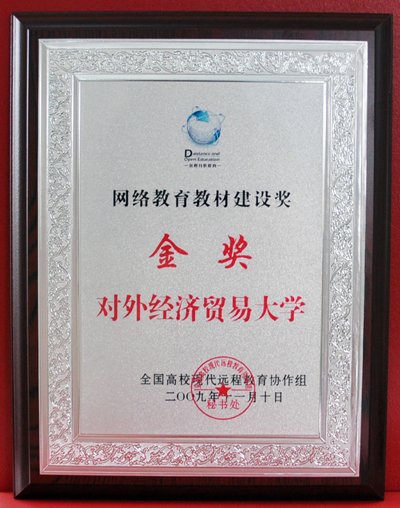 Distance and
Open Education
网络教育教材建设奖
金奖
对外经济贸易大学
全国高校现代远程教育协作组
二〇〇九年十一月十日
秘书处